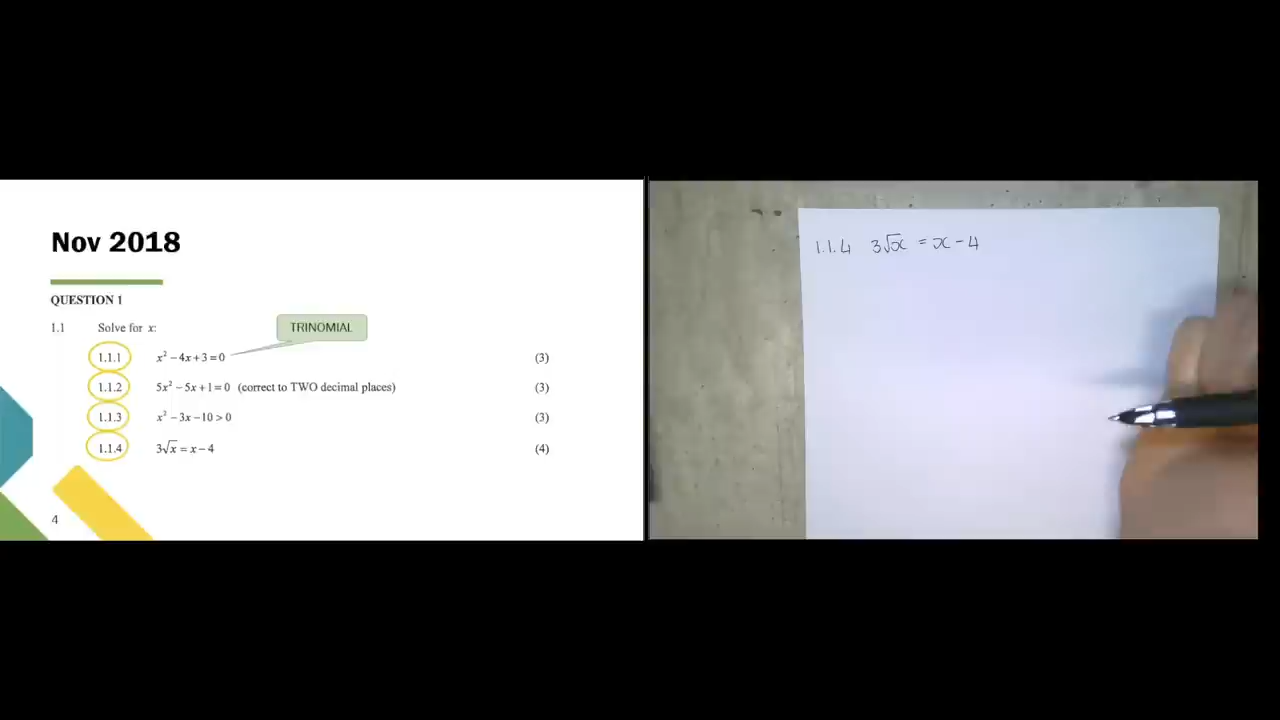 Nov 2018
QUESTION 1
1.1 Solve for x:
TRINOMIAL
1.1.1 x² − 4x + 3 = 0 (3)
1.1.2 5x² − 5x + 1 = 0 (correct to TWO decimal places) (3)
1.1.3 x² − 3x − 10 > 0 (3)
1.1.4 3√x = x − 4 (4)
4
1.1.4 3√x = x − 4